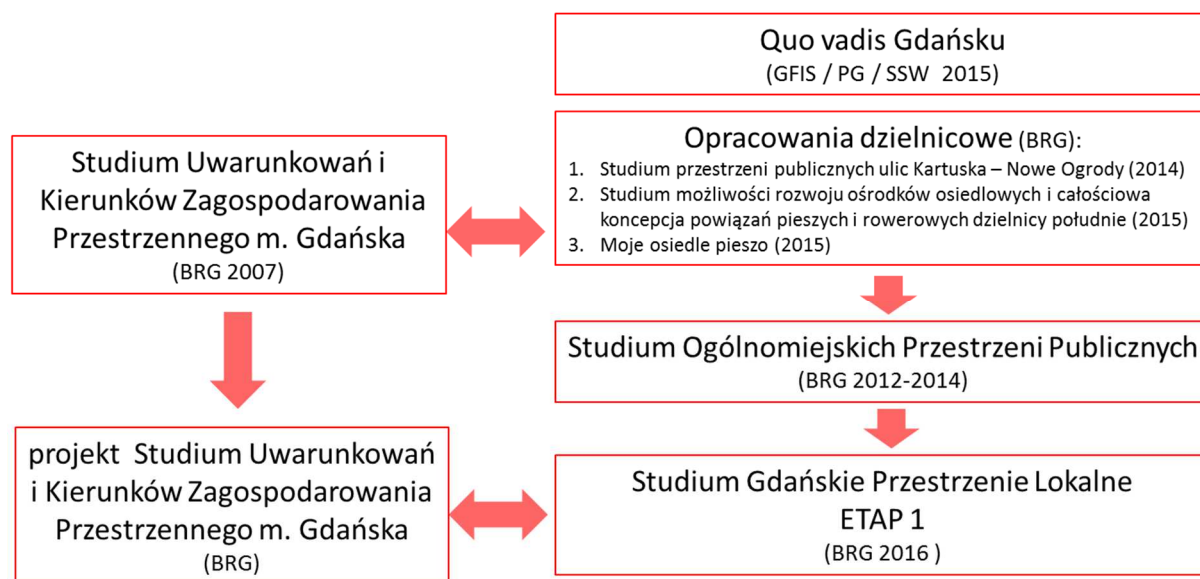 Quo vadis Gdańsku
(GFIS / PG / SSW 2015)
Opracowania dzielnicowe (BRG):
1. Studium przestrzeni publicznych ulic Kartuska – Nowe Ogrody (2014)
2. Studium możliwości rozwoju ośrodków osiedlowych i całościowa
koncepcja powiązań pieszych i rowerowych dzielnicy południe (2015)
3. Moje osiedle pieszo (2015)
Studium Uwarunkowań i
Kierunków Zagospodarowania
Przestrzennego m. Gdańska
(BRG 2007)
Studium Ogólnomiejskich Przestrzeni Publicznych
(BRG 2012-2014)
projekt Studium Uwarunkowań
i Kierunków Zagospodarowania
Przestrzennego m. Gdańska
(BRG)
Studium Gdańskie Przestrzenie Lokalne
ETAP 1
(BRG 2016 )